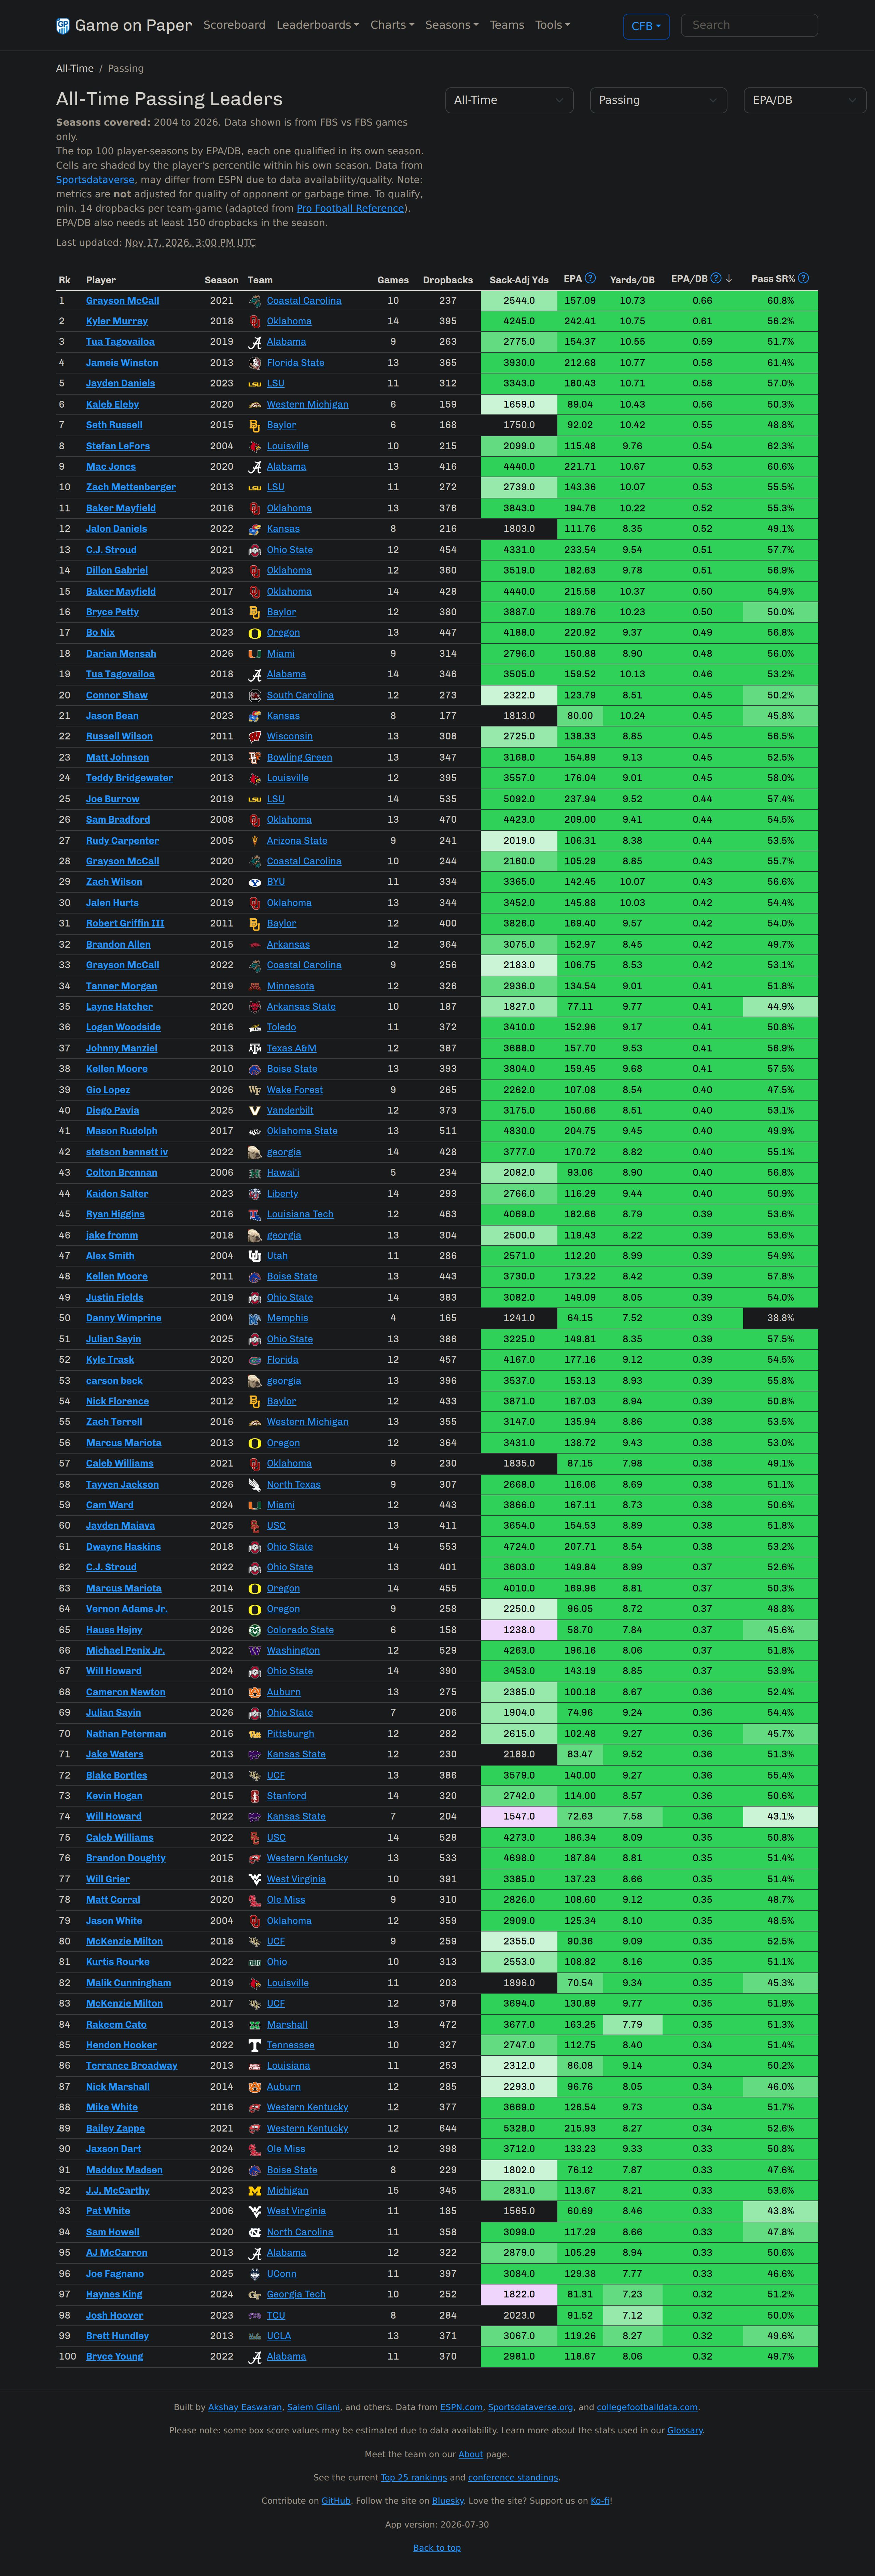 Game on Paper Scoreboard Leaderboards Charts Seasons Teams Tools CFB Search
All-Time / Passing
All-Time Passing Leaders
All-Time Passing EPA/DB
Seasons covered: 2004 to 2026. Data shown is from FBS vs FBS games
only.
The top 100 player-seasons by EPA/DB, each one qualified in its own season.
Cells are shaded by the player's percentile within his own season. Data from
Sportsdataverse, may differ from ESPN due to data availability/quality. Note:
metrics are not adjusted for quality of opponent or garbage time. To qualify,
min. 14 dropbacks per team-game (adapted from Pro Football Reference).
EPA/DB also needs at least 150 dropbacks in the season.
Last updated: Nov 17, 2026, 3:00 PM UTC
Rk Player Season Team Games Dropbacks Sack-Adj Yds EPA ? Yards/DB EPA/DB ? ↓ Pass SR% ?
1 Grayson McCall 2021 Coastal Carolina 10 237 2544.0 157.09 10.73 0.66 60.8%
2 Kyler Murray 2018 Oklahoma 14 395 4245.0 242.41 10.75 0.61 56.2%
3 Tua Tagovailoa 2019 Alabama 9 263 2775.0 154.37 10.55 0.59 51.7%
4 Jameis Winston 2013 Florida State 13 365 3930.0 212.68 10.77 0.58 61.4%
5 Jayden Daniels 2023 LSU 11 312 3343.0 180.43 10.71 0.58 57.0%
6 Kaleb Eleby 2020 Western Michigan 6 159 1659.0 89.04 10.43 0.56 50.3%
7 Seth Russell 2015 Baylor 6 168 1750.0 92.02 10.42 0.55 48.8%
8 Stefan LeFors 2004 Louisville 10 215 2099.0 115.48 9.76 0.54 62.3%
9 Mac Jones 2020 Alabama 13 416 4440.0 221.71 10.67 0.53 60.6%
10 Zach Mettenberger 2013 LSU 11 272 2739.0 143.36 10.07 0.53 55.5%
11 Baker Mayfield 2016 Oklahoma 13 376 3843.0 194.76 10.22 0.52 55.3%
12 Jalon Daniels 2022 Kansas 8 216 1803.0 111.76 8.35 0.52 49.1%
13 C.J. Stroud 2021 Ohio State 12 454 4331.0 233.54 9.54 0.51 57.7%
14 Dillon Gabriel 2023 Oklahoma 12 360 3519.0 182.63 9.78 0.51 56.9%
15 Baker Mayfield 2017 Oklahoma 14 428 4440.0 215.58 10.37 0.50 54.9%
16 Bryce Petty 2013 Baylor 12 380 3887.0 189.76 10.23 0.50 50.0%
17 Bo Nix 2023 Oregon 13 447 4188.0 220.92 9.37 0.49 56.8%
18 Darian Mensah 2026 Miami 9 314 2796.0 150.88 8.90 0.48 56.0%
19 Tua Tagovailoa 2018 Alabama 14 346 3505.0 159.52 10.13 0.46 53.2%
20 Connor Shaw 2013 South Carolina 12 273 2322.0 123.79 8.51 0.45 50.2%
21 Jason Bean 2023 Kansas 8 177 1813.0 80.00 10.24 0.45 45.8%
22 Russell Wilson 2011 Wisconsin 13 308 2725.0 138.33 8.85 0.45 56.5%
23 Matt Johnson 2013 Bowling Green 13 347 3168.0 154.89 9.13 0.45 52.5%
24 Teddy Bridgewater 2013 Louisville 12 395 3557.0 176.04 9.01 0.45 58.0%
25 Joe Burrow 2019 LSU 14 535 5092.0 237.94 9.52 0.44 57.4%
26 Sam Bradford 2008 Oklahoma 13 470 4423.0 209.00 9.41 0.44 54.5%
27 Rudy Carpenter 2005 Arizona State 9 241 2019.0 106.31 8.38 0.44 53.5%
28 Grayson McCall 2020 Coastal Carolina 10 244 2160.0 105.29 8.85 0.43 55.7%
29 Zach Wilson 2020 BYU 11 334 3365.0 142.45 10.07 0.43 56.6%
30 Jalen Hurts 2019 Oklahoma 13 344 3452.0 145.88 10.03 0.42 54.4%
31 Robert Griffin III 2011 Baylor 12 400 3826.0 169.40 9.57 0.42 54.0%
32 Brandon Allen 2015 Arkansas 12 364 3075.0 152.97 8.45 0.42 49.7%
33 Grayson McCall 2022 Coastal Carolina 9 256 2183.0 106.75 8.53 0.42 53.1%
34 Tanner Morgan 2019 Minnesota 12 326 2936.0 134.54 9.01 0.41 51.8%
35 Layne Hatcher 2020 Arkansas State 10 187 1827.0 77.11 9.77 0.41 44.9%
36 Logan Woodside 2016 Toledo 11 372 3410.0 152.96 9.17 0.41 50.8%
37 Johnny Manziel 2013 Texas A&M 12 387 3688.0 157.70 9.53 0.41 56.9%
38 Kellen Moore 2010 Boise State 13 393 3804.0 159.45 9.68 0.41 57.5%
39 Gio Lopez 2026 Wake Forest 9 265 2262.0 107.08 8.54 0.40 47.5%
40 Diego Pavia 2025 Vanderbilt 12 373 3175.0 150.66 8.51 0.40 53.1%
41 Mason Rudolph 2017 Oklahoma State 13 511 4830.0 204.75 9.45 0.40 49.9%
42 stetson bennett iv 2022 georgia 14 428 3777.0 170.72 8.82 0.40 55.1%
43 Colton Brennan 2006 Hawai'i 5 234 2082.0 93.06 8.90 0.40 56.8%
44 Kaidon Salter 2023 Liberty 14 293 2766.0 116.29 9.44 0.40 50.9%
45 Ryan Higgins 2016 Louisiana Tech 12 463 4069.0 182.66 8.79 0.39 53.6%
46 jake fromm 2018 georgia 13 304 2500.0 119.43 8.22 0.39 53.6%
47 Alex Smith 2004 Utah 11 286 2571.0 112.20 8.99 0.39 54.9%
48 Kellen Moore 2011 Boise State 13 443 3730.0 173.22 8.42 0.39 57.8%
49 Justin Fields 2019 Ohio State 14 383 3082.0 149.09 8.05 0.39 54.0%
50 Danny Wimprine 2004 Memphis 4 165 1241.0 64.15 7.52 0.39 38.8%
51 Julian Sayin 2025 Ohio State 13 386 3225.0 149.81 8.35 0.39 57.5%
52 Kyle Trask 2020 Florida 12 457 4167.0 177.16 9.12 0.39 54.5%
53 carson beck 2023 georgia 13 396 3537.0 153.13 8.93 0.39 55.8%
54 Nick Florence 2012 Baylor 12 433 3871.0 167.03 8.94 0.39 50.8%
55 Zach Terrell 2016 Western Michigan 13 355 3147.0 135.94 8.86 0.38 53.5%
56 Marcus Mariota 2013 Oregon 12 364 3431.0 138.72 9.43 0.38 53.0%
57 Caleb Williams 2021 Oklahoma 9 230 1835.0 87.15 7.98 0.38 49.1%
58 Tayven Jackson 2026 North Texas 9 307 2668.0 116.06 8.69 0.38 51.1%
59 Cam Ward 2024 Miami 12 443 3866.0 167.11 8.73 0.38 50.6%
60 Jayden Maiava 2025 USC 13 411 3654.0 154.53 8.89 0.38 51.8%
61 Dwayne Haskins 2018 Ohio State 14 553 4724.0 207.71 8.54 0.38 53.2%
62 C.J. Stroud 2022 Ohio State 13 401 3603.0 149.84 8.99 0.37 52.6%
63 Marcus Mariota 2014 Oregon 14 455 4010.0 169.96 8.81 0.37 50.3%
64 Vernon Adams Jr. 2015 Oregon 9 258 2250.0 96.05 8.72 0.37 48.8%
65 Hauss Hejny 2026 Colorado State 6 158 1238.0 58.70 7.84 0.37 45.6%
66 Michael Penix Jr. 2022 Washington 12 529 4263.0 196.16 8.06 0.37 51.8%
67 Will Howard 2024 Ohio State 14 390 3453.0 143.19 8.85 0.37 53.9%
68 Cameron Newton 2010 Auburn 13 275 2385.0 100.18 8.67 0.36 52.4%
69 Julian Sayin 2026 Ohio State 7 206 1904.0 74.96 9.24 0.36 54.4%
70 Nathan Peterman 2016 Pittsburgh 12 282 2615.0 102.48 9.27 0.36 45.7%
71 Jake Waters 2013 Kansas State 12 230 2189.0 83.47 9.52 0.36 51.3%
72 Blake Bortles 2013 UCF 13 386 3579.0 140.00 9.27 0.36 55.4%
73 Kevin Hogan 2015 Stanford 14 320 2742.0 114.00 8.57 0.36 50.6%
74 Will Howard 2022 Kansas State 7 204 1547.0 72.63 7.58 0.36 43.1%
75 Caleb Williams 2022 USC 14 528 4273.0 186.34 8.09 0.35 50.8%
76 Brandon Doughty 2015 Western Kentucky 13 533 4698.0 187.84 8.81 0.35 51.4%
77 Will Grier 2018 West Virginia 10 391 3385.0 137.23 8.66 0.35 51.4%
78 Matt Corral 2020 Ole Miss 9 310 2826.0 108.60 9.12 0.35 48.7%
79 Jason White 2004 Oklahoma 12 359 2909.0 125.34 8.10 0.35 48.5%
80 McKenzie Milton 2018 UCF 9 259 2355.0 90.36 9.09 0.35 52.5%
81 Kurtis Rourke 2022 Ohio 10 313 2553.0 108.82 8.16 0.35 51.1%
82 Malik Cunningham 2019 Louisville 11 203 1896.0 70.54 9.34 0.35 45.3%
83 McKenzie Milton 2017 UCF 12 378 3694.0 130.89 9.77 0.35 51.9%
84 Rakeem Cato 2013 Marshall 13 472 3677.0 163.25 7.79 0.35 51.3%
85 Hendon Hooker 2022 Tennessee 10 327 2747.0 112.75 8.40 0.34 51.4%
86 Terrance Broadway 2013 Louisiana 11 253 2312.0 86.08 9.14 0.34 50.2%
87 Nick Marshall 2014 Auburn 12 285 2293.0 96.76 8.05 0.34 46.0%
88 Mike White 2016 Western Kentucky 12 377 3669.0 126.54 9.73 0.34 51.7%
89 Bailey Zappe 2021 Western Kentucky 12 644 5328.0 215.93 8.27 0.34 52.6%
90 Jaxson Dart 2024 Ole Miss 12 398 3712.0 133.23 9.33 0.33 50.8%
91 Maddux Madsen 2026 Boise State 8 229 1802.0 76.12 7.87 0.33 47.6%
92 J.J. McCarthy 2023 Michigan 15 345 2831.0 113.67 8.21 0.33 53.6%
93 Pat White 2006 West Virginia 11 185 1565.0 60.69 8.46 0.33 43.8%
94 Sam Howell 2020 North Carolina 11 358 3099.0 117.29 8.66 0.33 47.8%
95 AJ McCarron 2013 Alabama 12 322 2879.0 105.29 8.94 0.33 50.6%
96 Joe Fagnano 2025 UConn 11 397 3084.0 129.38 7.77 0.33 46.6%
97 Haynes King 2024 Georgia Tech 10 252 1822.0 81.31 7.23 0.32 51.2%
98 Josh Hoover 2023 TCU 8 284 2023.0 91.52 7.12 0.32 50.0%
99 Brett Hundley 2013 UCLA 13 371 3067.0 119.26 8.27 0.32 49.6%
100 Bryce Young 2022 Alabama 11 370 2981.0 118.67 8.06 0.32 49.7%
Built by Akshay Easwaran, Saiem Gilani, and others. Data from ESPN.com, Sportsdataverse.org, and collegefootballdata.com.
Please note: some box score values may be estimated due to data availability. Learn more about the stats used in our Glossary.
Meet the team on our About page.
See the current Top 25 rankings and conference standings.
Contribute on GitHub. Follow the site on Bluesky. Love the site? Support us on Ko-fi!
App version: 2026-07-30
Back to top